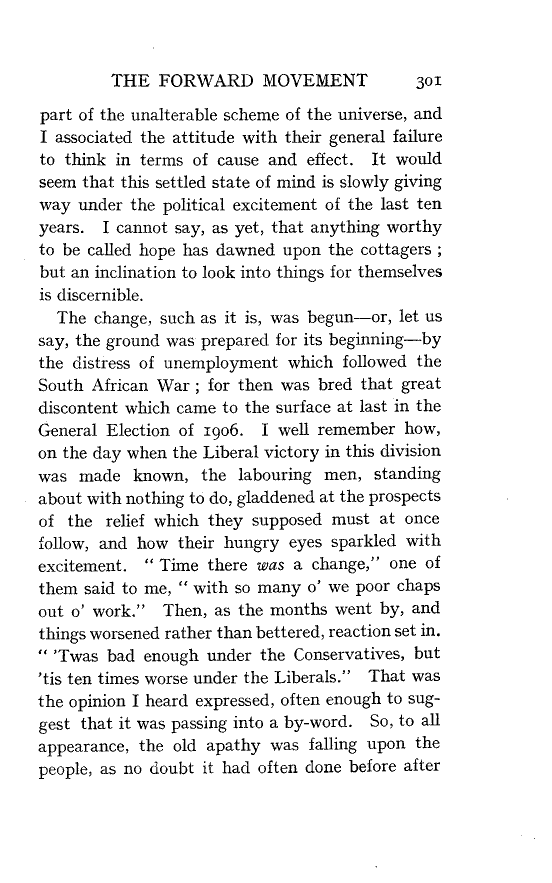 THE FORWARD MOVEMENT 301
part of the unalterable scheme of the universe, and
I associated the attitude with their general failure
to think in terms of cause and effect. It would
seem that this settled state of mind is slowly giving
way under the political excitement of the last ten
years. I cannot say, as yet, that anything worthy
to be called hope has dawned upon the cottagers ;
but an inclination to look into things for themselves
is discernible.
The change, such as it is, was begun—or, let us
say, the ground was prepared for its beginning—by
the distress of unemployment which followed the
South African War ; for then was bred that great
discontent which came to the surface at last in the
General Election of 1906. I well remember how,
on the day when the Liberal victory in this division
was made known, the labouring men, standing
about with nothing to do, gladdened at the prospects
of the relief which they supposed must at once
follow, and how their hungry eyes sparkled with
excitement. “ Time there was a change,” one of
them said to me, “ with so many o’ we poor chaps
out o’ work.” Then, as the months went by, and
things worsened rather than bettered, reaction set in.
“ ’Twas bad enough under the Conservatives, but
’tis ten times worse under the Liberals.” That was
the opinion I heard expressed, often enough to sug-
gest that it was passing into a by-word. So, to all
appearance, the old apathy was falling upon the
people, as no doubt it had often done before after